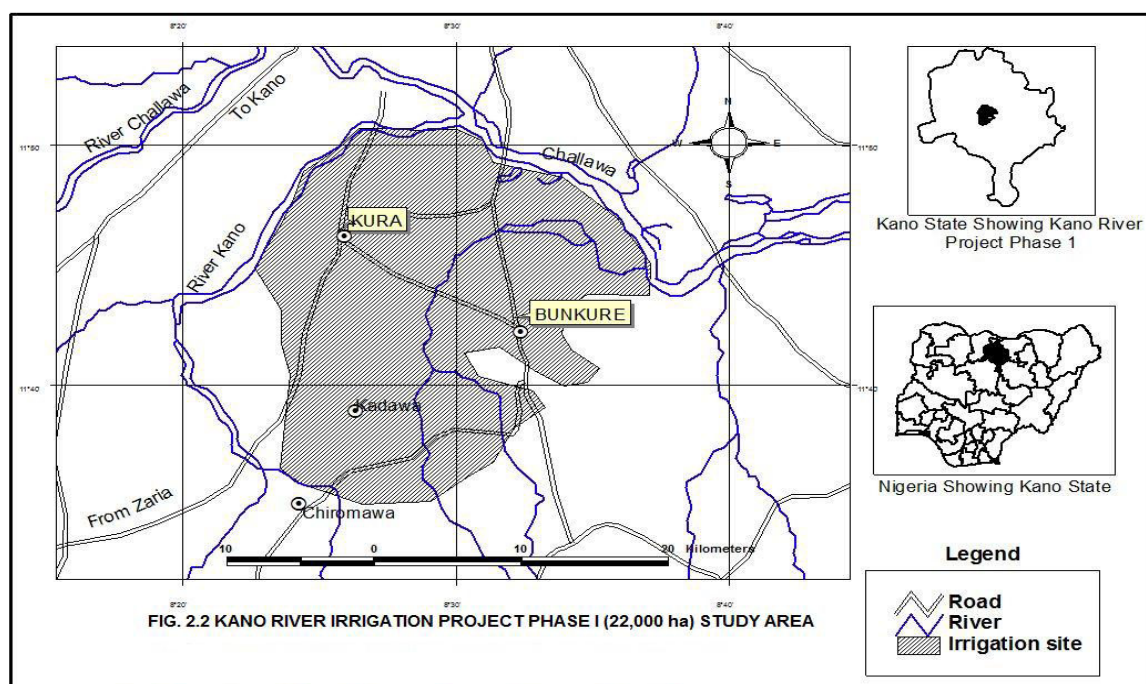 8°20'
8°30'
8°40'
River Challawa
To Kano
N
W
E
S
11°50
11°50
Challawa
KURA
River Kano
BUNKURE
11°40
11°40
Kadawa
From Zaria
Chiromawa
10
0
10
20
Kilometers
8°20'
8°30'
8°40'
FIG. 2.2 KANO RIVER IRRIGATION PROJECT PHASE I (22,000 ha) STUDY AREA
Kano State Showing Kano River
Project Phase 1
Nigeria Showing Kano State
Legend
Road
River
Irrigation site